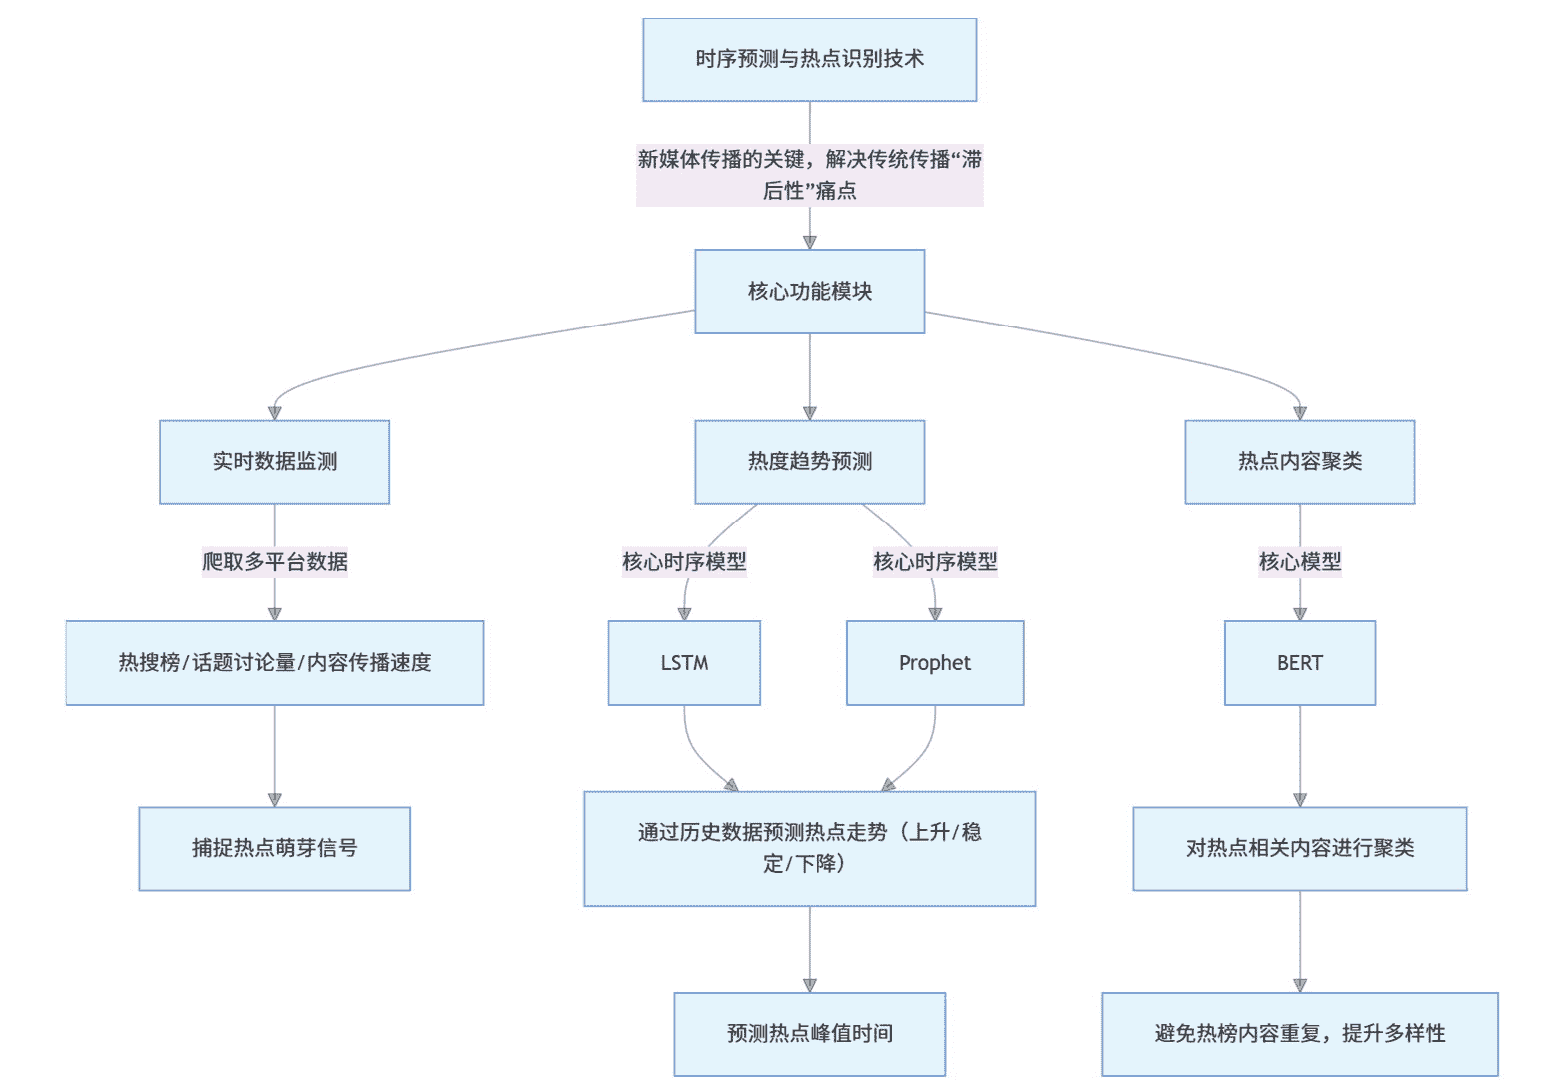 时序预测与热点识别技术
新媒体传播的关键，解决传统传播“滞
后性”痛点
核心功能模块
实时数据监测
热度趋势预测
热点内容聚类
爬取多平台数据
核心时序模型
核心时序模型
核心模型
热搜榜/话题讨论量/内容传播速度
LSTM
Prophet
BERT
捕捉热点萌芽信号
通过历史数据预测热点走势（上升/稳
定/下降）
对热点相关内容进行聚类
预测热点峰值时间
避免热榜内容重复，提升多样性